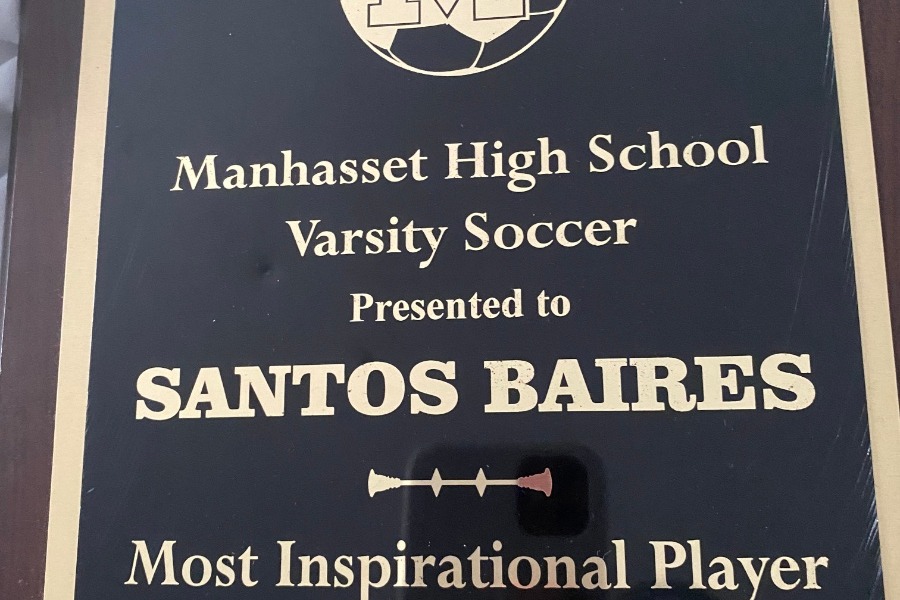 M
Manhasset High School
Varsity Soccer
Presented to
SANTOS BAIRES
Most Inspirational Player